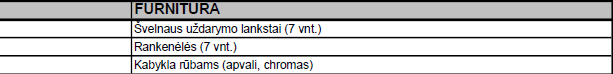 FURNITŪRA
Švelnaus uždarymo lankstai (7 vnt.)
Rankenėlės (7 vnt.)
Kabykla rūbams (apvali, chromas)